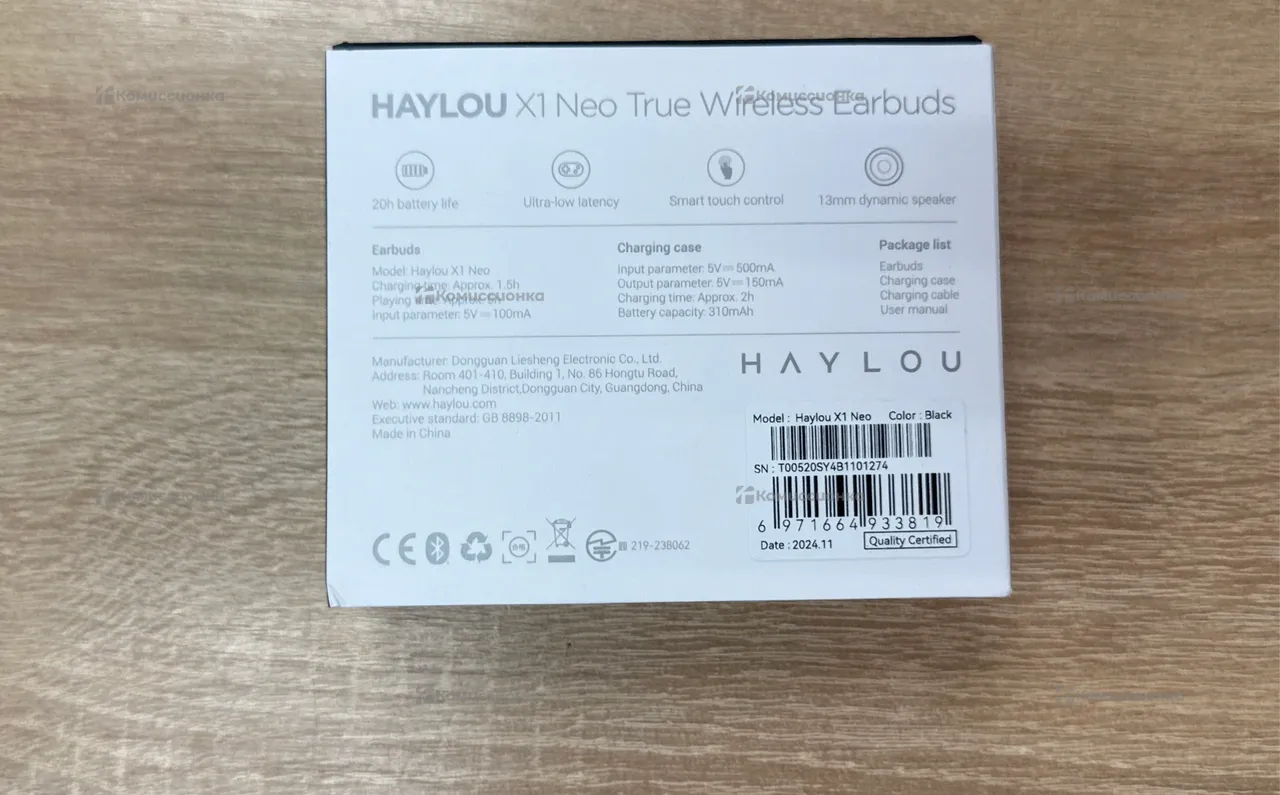 HAYLOU X1 Neo True Wireless Earbuds
20h battery life
Ultra-low latency
Smart touch control
13mm dynamic speaker
Earbuds
Model: Haylou X1 Neo
Charging time: Approx. 1.5h
Playing
Input parameter: 5V⎓100mA
Charging case
Input parameter: 5V⎓500mA
Output parameter: 5V⎓150mA
Charging time: Approx. 2h
Battery capacity: 310mAh
Package list
Earbuds
Charging case
Charging cable
User manual
Manufacturer: Dongguan Liesheng Electronic Co., Ltd.
Address: Room 401-410, Building 1, No. 86 Hongtu Road,
Nancheng District,Dongguan City, Guangdong, China
Web: www.haylou.com
Executive standard: GB 8898-2011
Made in China
HAYLOU
Model : Haylou X1 Neo Color : Black
SN : T00520SY4B1101274
6 971664 933819
Date : 2024.11 Quality Certified
CE 219-238062
Комиссионка
Комиссионка
Комиссионка
Комиссионка
Комиссионка
Комиссионка
Комиссионка
Комиссионка